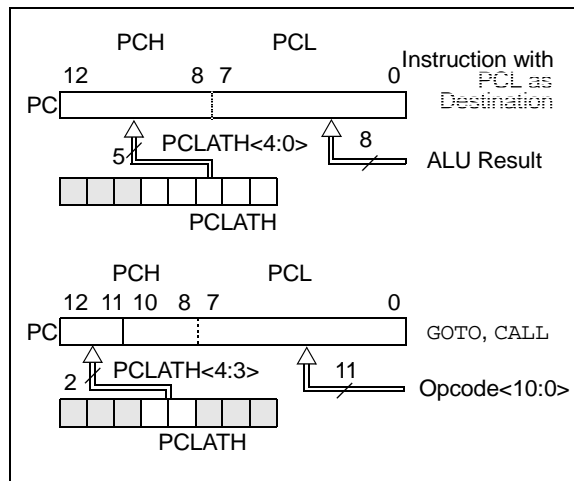 PCH PCL
12 8 7 0
Instruction with
PCL as
Destination
PC
5 PCLATH<4:0> 8
ALU Result
PCLATH
PCH PCL
12 11 10 8 7 0
PC GOTO, CALL
2 PCLATH<4:3> 11
Opcode<10:0>
PCLATH